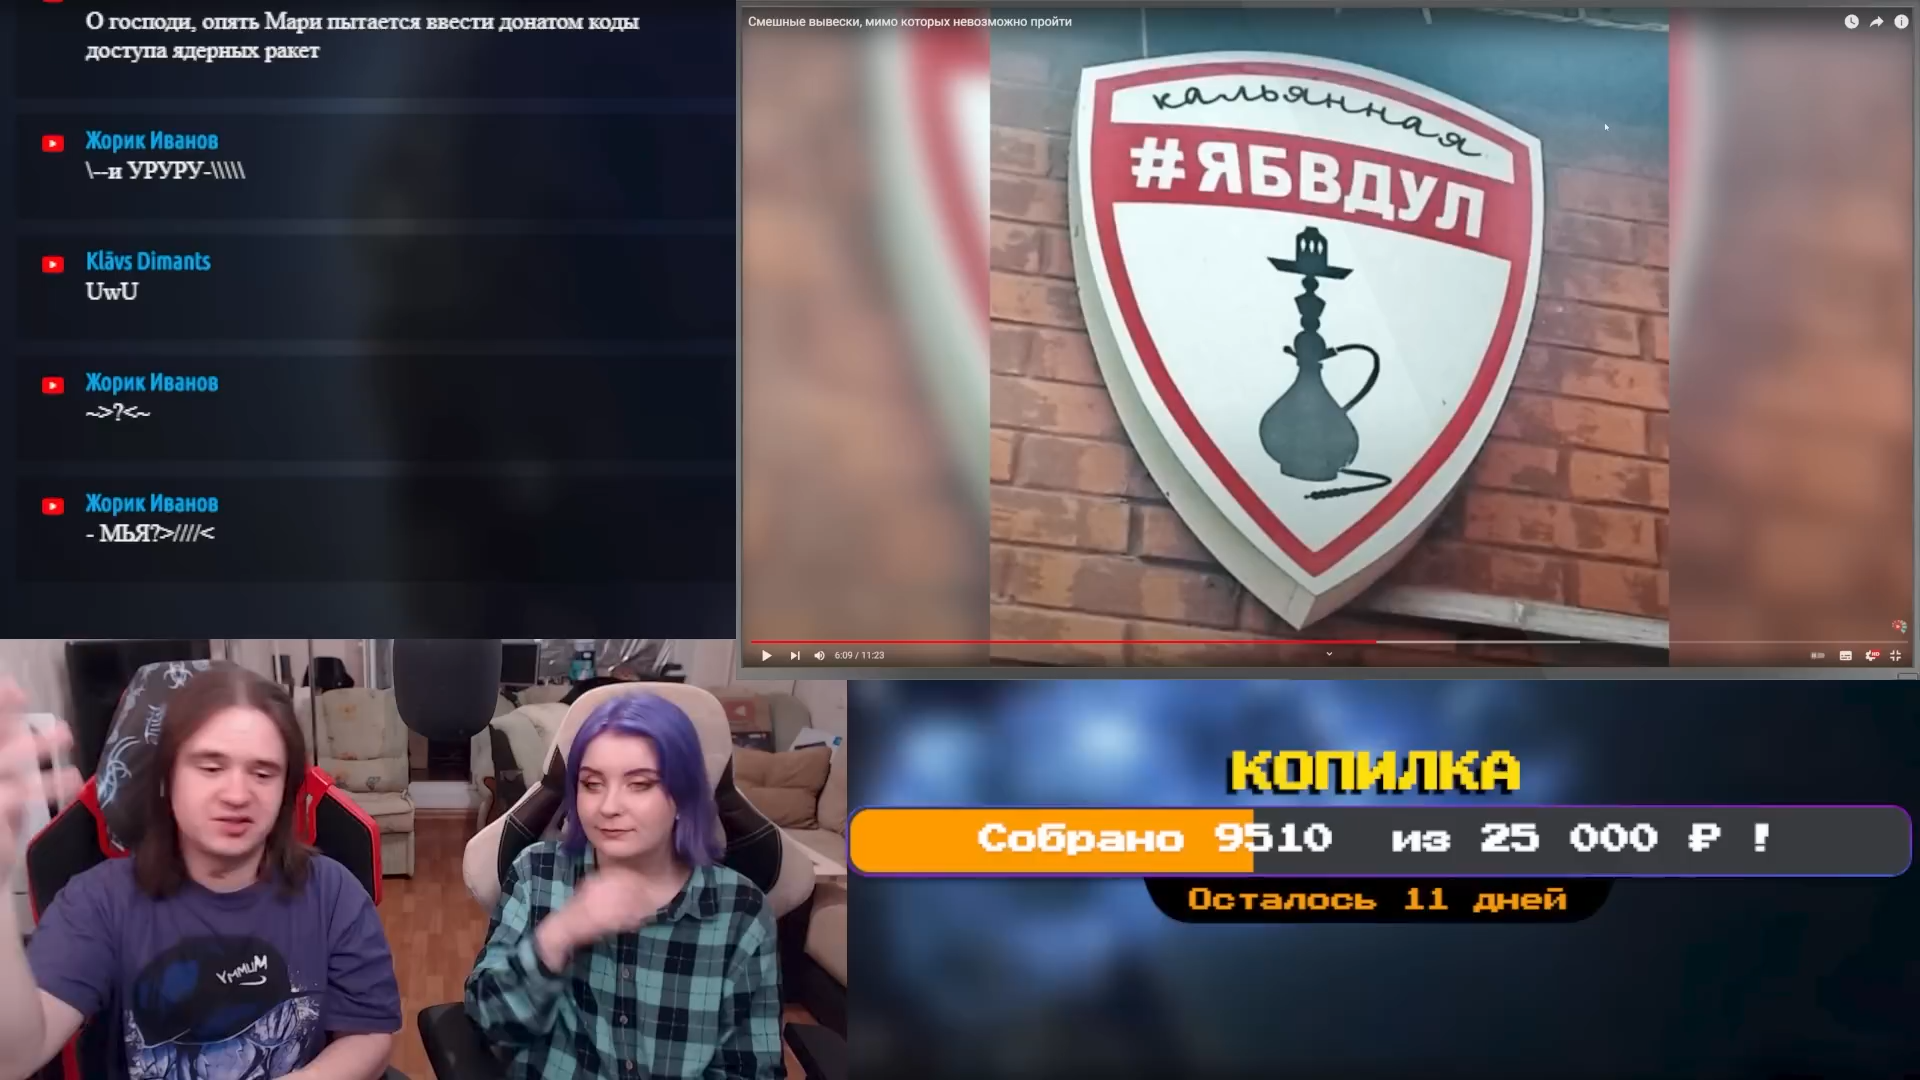 О господи, опять Мари пытается ввести донатом коды
доступа ядерных ракет
Жорик Иванов
\--и УРУРУ-\\\\\
Klāvs Dimants
UwU
Жорик Иванов
~>?<~
Жорик Иванов
- МЬЯ?>////<
Смешные вывески, мимо которых невозможно пройти
кальянная
#ЯБВДУЛ
6:09 / 11:23
КОПИЛКА
Собрано 9510 из 25 000 ₽ !
Осталось 11 дней